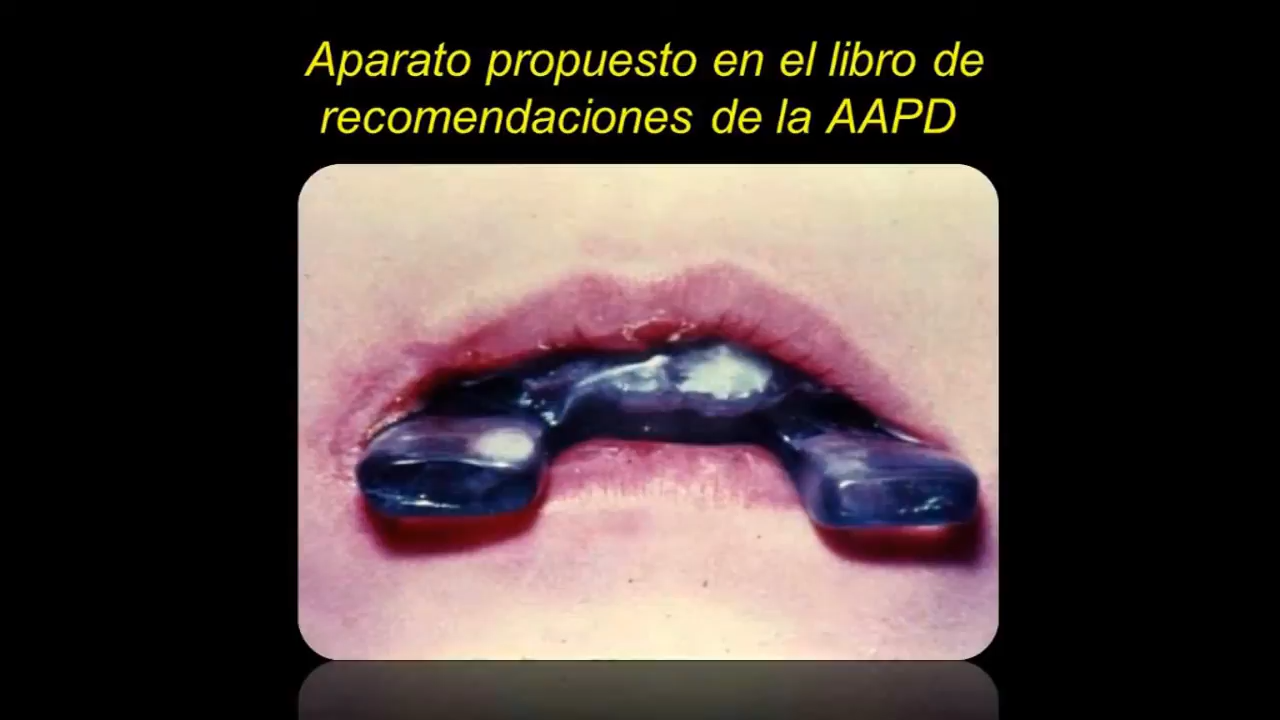 Aparato propuesto en el libro de
recomendaciones de la AAPD